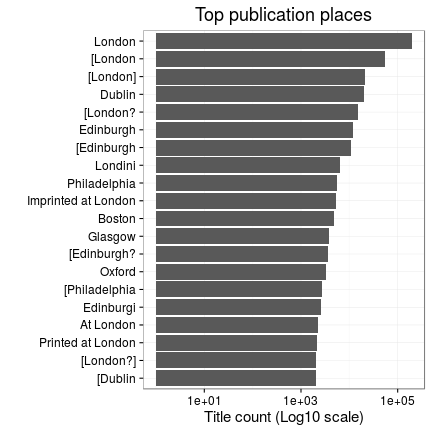 Top publication places
London
[London
[London]
Dublin
[London?
Edinburgh
[Edinburgh
Londini
Philadelphia
Imprinted at London
Boston
Glasgow
[Edinburgh?
Oxford
[Philadelphia
Edinburgi
At London
Printed at London
[London?]
[Dublin
1e+01 1e+03 1e+05
Title count (Log10 scale)